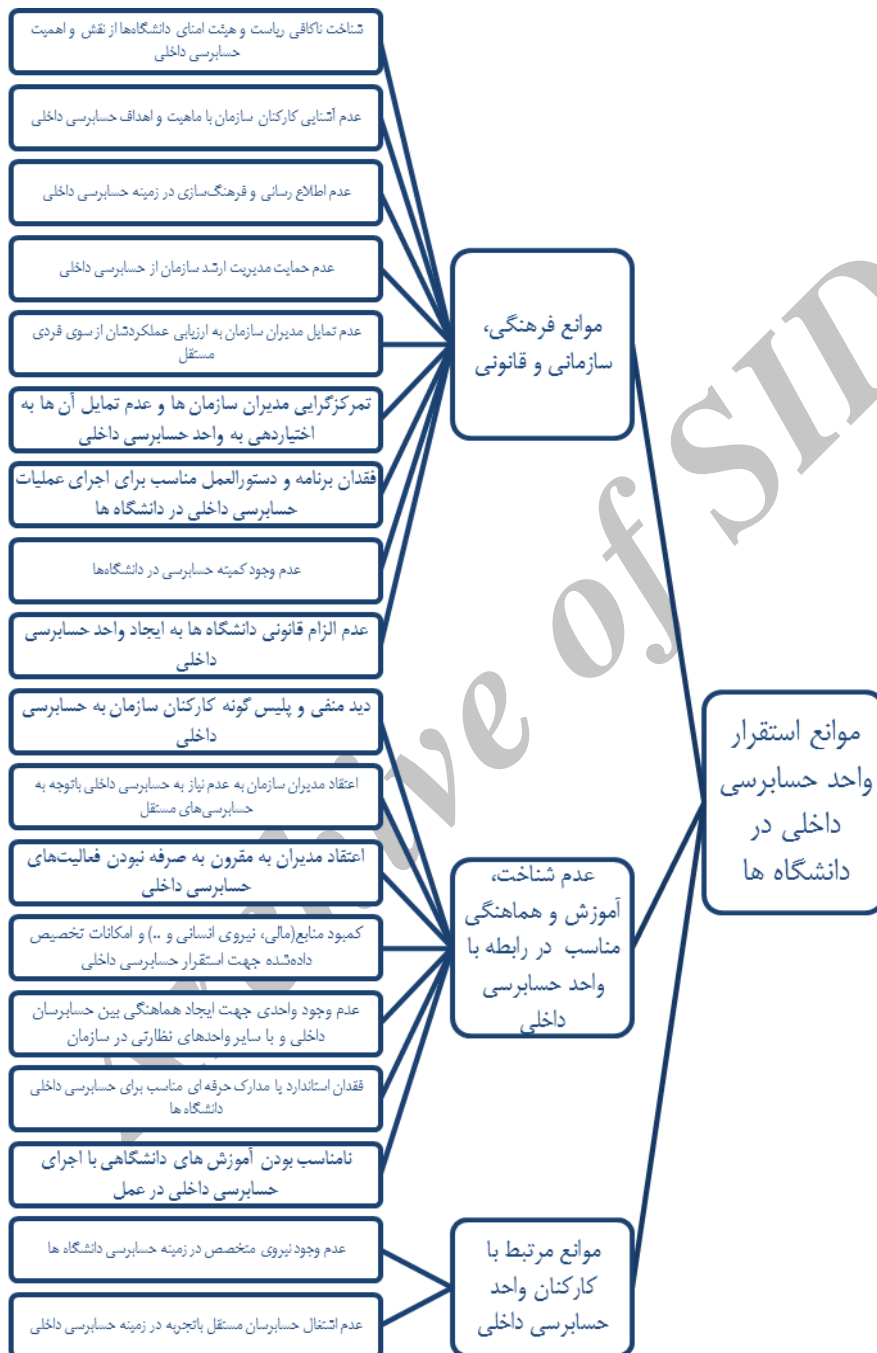 موانع استقرار
واحد حسابرسی
داخلی در
دانشگاه ها
موانع فرهنگی،
سازمانی و قانونی
شناخت ناکافی ریاست و هیئت امنای دانشگاه‌ها از نقش و اهمیت
حسابرسی داخلی
عدم آشنایی کارکنان سازمان با ماهیت و اهداف حسابرسی داخلی
عدم اطلاع رسانی و فرهنگ‌سازی در زمینه حسابرسی داخلی
عدم حمایت مدیریت ارشد سازمان از حسابرسی داخلی
عدم تمایل مدیران سازمان به ارزیابی عملکردشان از سوی فردی
مستقل
تمرکزگرایی مدیران سازمان ها و عدم تمایل آن ها به
اختیاردهی به واحد حسابرسی داخلی
فقدان برنامه و دستورالعمل مناسب برای اجرای عملیات
حسابرسی داخلی در دانشگاه ها
عدم وجود کمیته حسابرسی در دانشگاه‌ها
عدم الزام قانونی دانشگاه ها به ایجاد واحد حسابرسی
داخلی
عدم شناخت،
آموزش و هماهنگی
مناسب در رابطه با
واحد حسابرسی
داخلی
دید منفی و پلیس گونه کارکنان سازمان به حسابرسی
داخلی
اعتقاد مدیران سازمان به عدم نیاز به حسابرسی داخلی باتوجه به
حسابرسی‌های مستقل
اعتقاد مدیران به مقرون به صرفه نبودن فعالیت‌های
حسابرسی داخلی
کمبود منابع(مالی، نیروی انسانی و ..) و امکانات تخصیص
داده‌شده جهت استقرار حسابرسی داخلی
عدم وجود واحدی جهت ایجاد هماهنگی بین حسابرسان
داخلی و با سایر واحدهای نظارتی در سازمان
فقدان استاندارد یا مدارک حرفه ای مناسب برای حسابرسی داخلی
دانشگاه ها
نامناسب بودن آموزش های دانشگاهی با اجرای
حسابرسی داخلی در عمل
موانع مرتبط با
کارکنان واحد
حسابرسی داخلی
عدم وجود نیروی متخصص در زمینه حسابرسی دانشگاه ها
عدم اشتغال حسابرسان مستقل باتجربه در زمینه حسابرسی داخلی
Archive of SID